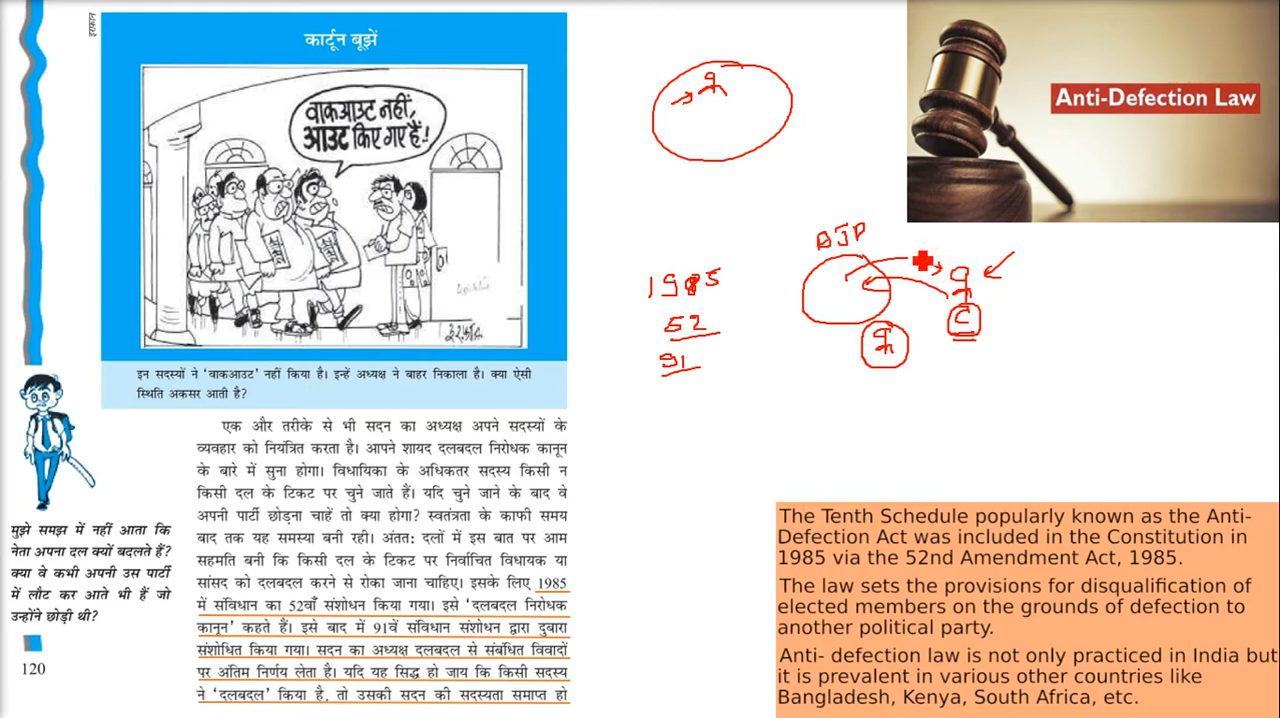 इरफ़ान
कार्टून बूझें
वाकआउट नहीं,
आउट किए गए हैं..!
इन सदस्यों ने ‘वाकआउट’ नहीं किया है। इन्हें अध्यक्ष ने बाहर निकाला है। क्या ऐसी
स्थिति अकसर आती है?
एक और तरीके से भी सदन का अध्यक्ष अपने सदस्यों के
व्यवहार को नियंत्रित करता है। आपने शायद दलबदल निरोधक कानून
के बारे में सुना होगा। विधायिका के अधिकतर सदस्य किसी न
किसी दल के टिकट पर चुने जाते हैं। यदि चुने जाने के बाद वे
अपनी पार्टी छोड़ना चाहें तो क्या होगा? स्वतंत्रता के काफी समय
बाद तक यह समस्या बनी रही। अंतत: दलों में इस बात पर आम
सहमति बनी कि किसी दल के टिकट पर निर्वाचित विधायक या
सांसद को दलबदल करने से रोका जाना चाहिए। इसके लिए 1985
में संविधान का 52वाँ संशोधन किया गया। इसे ‘दलबदल निरोधक
कानून’ कहते हैं। इसे बाद में 91वें संविधान संशोधन द्वारा दुबारा
संशोधित किया गया। सदन का अध्यक्ष दलबदल से संबंधित विवादों
पर अंतिम निर्णय लेता है। यदि यह सिद्ध हो जाय कि किसी सदस्य
ने ‘दलबदल’ किया है, तो उसकी सदन की सदस्यता समाप्त हो
मुझे समझ में नहीं आता कि
नेता अपना दल क्यों बदलते हैं?
क्या वे कभी अपनी उस पार्टी
में लौट कर आते भी हैं जो
उन्होंने छोड़ी थी?
120
Anti-Defection Law
BJP
1985
52
91
C
The Tenth Schedule popularly known as the Anti-
Defection Act was included in the Constitution in
1985 via the 52nd Amendment Act, 1985.
The law sets the provisions for disqualification of
elected members on the grounds of defection to
another political party.
Anti- defection law is not only practiced in India but
it is prevalent in various other countries like
Bangladesh, Kenya, South Africa, etc.